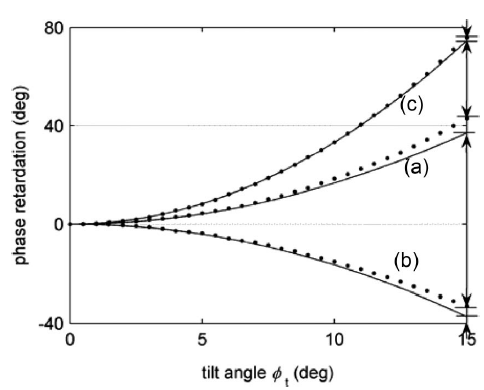 80
(c)
40
(a)
0
(b)
-40
0
5
10
15
phase retardation (deg)
tilt angle ϕt (deg)